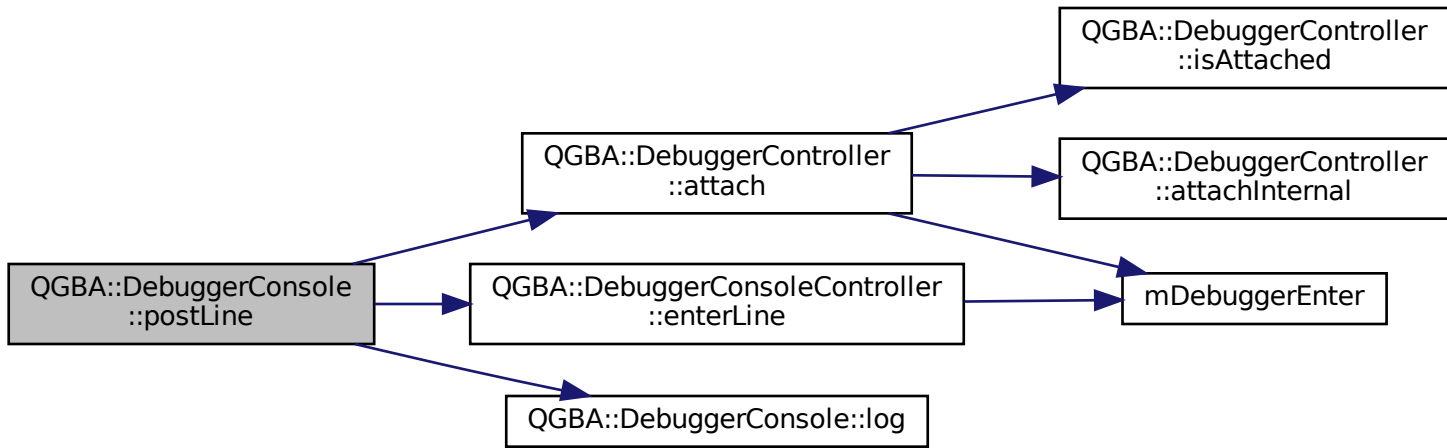 QGBA::DebuggerController
::isAttached
QGBA::DebuggerController
::attach
QGBA::DebuggerController
::attachInternal
QGBA::DebuggerConsole
::postLine
QGBA::DebuggerConsoleController
::enterLine
mDebuggerEnter
QGBA::DebuggerConsole::log